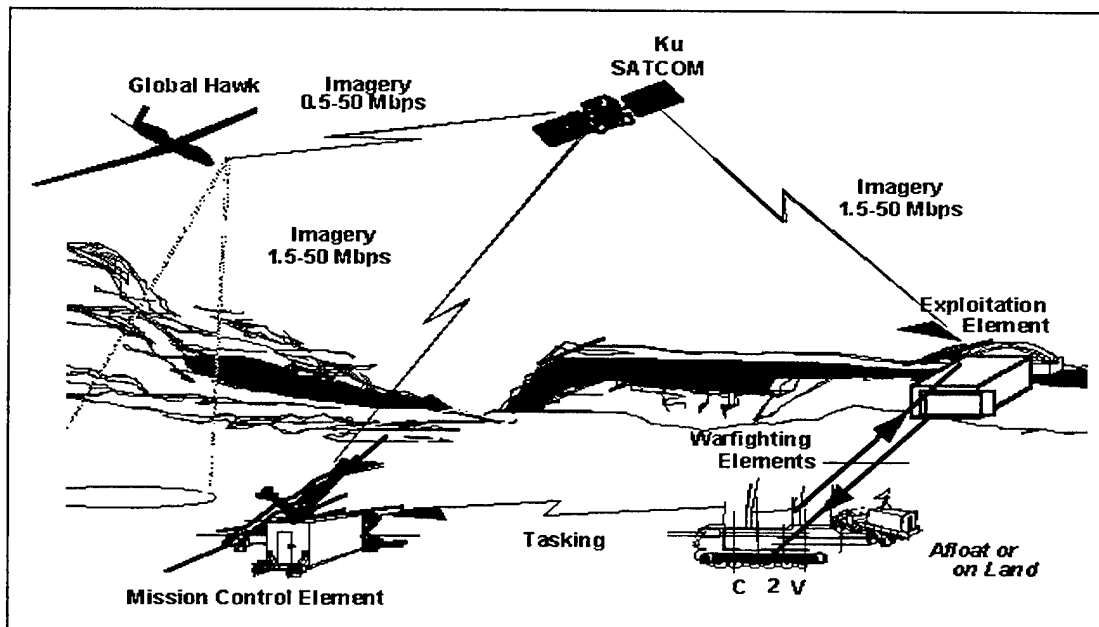 Ku
SATCOM
Global Hawk
Imagery
0.5-50 Mbps
Imagery
1.5-50 Mbps
Imagery
1.5-50 Mbps
Exploitation
Element
Warfighting
Elements
Tasking
C 2 V
Afloat or
on Land
Mission Control Element